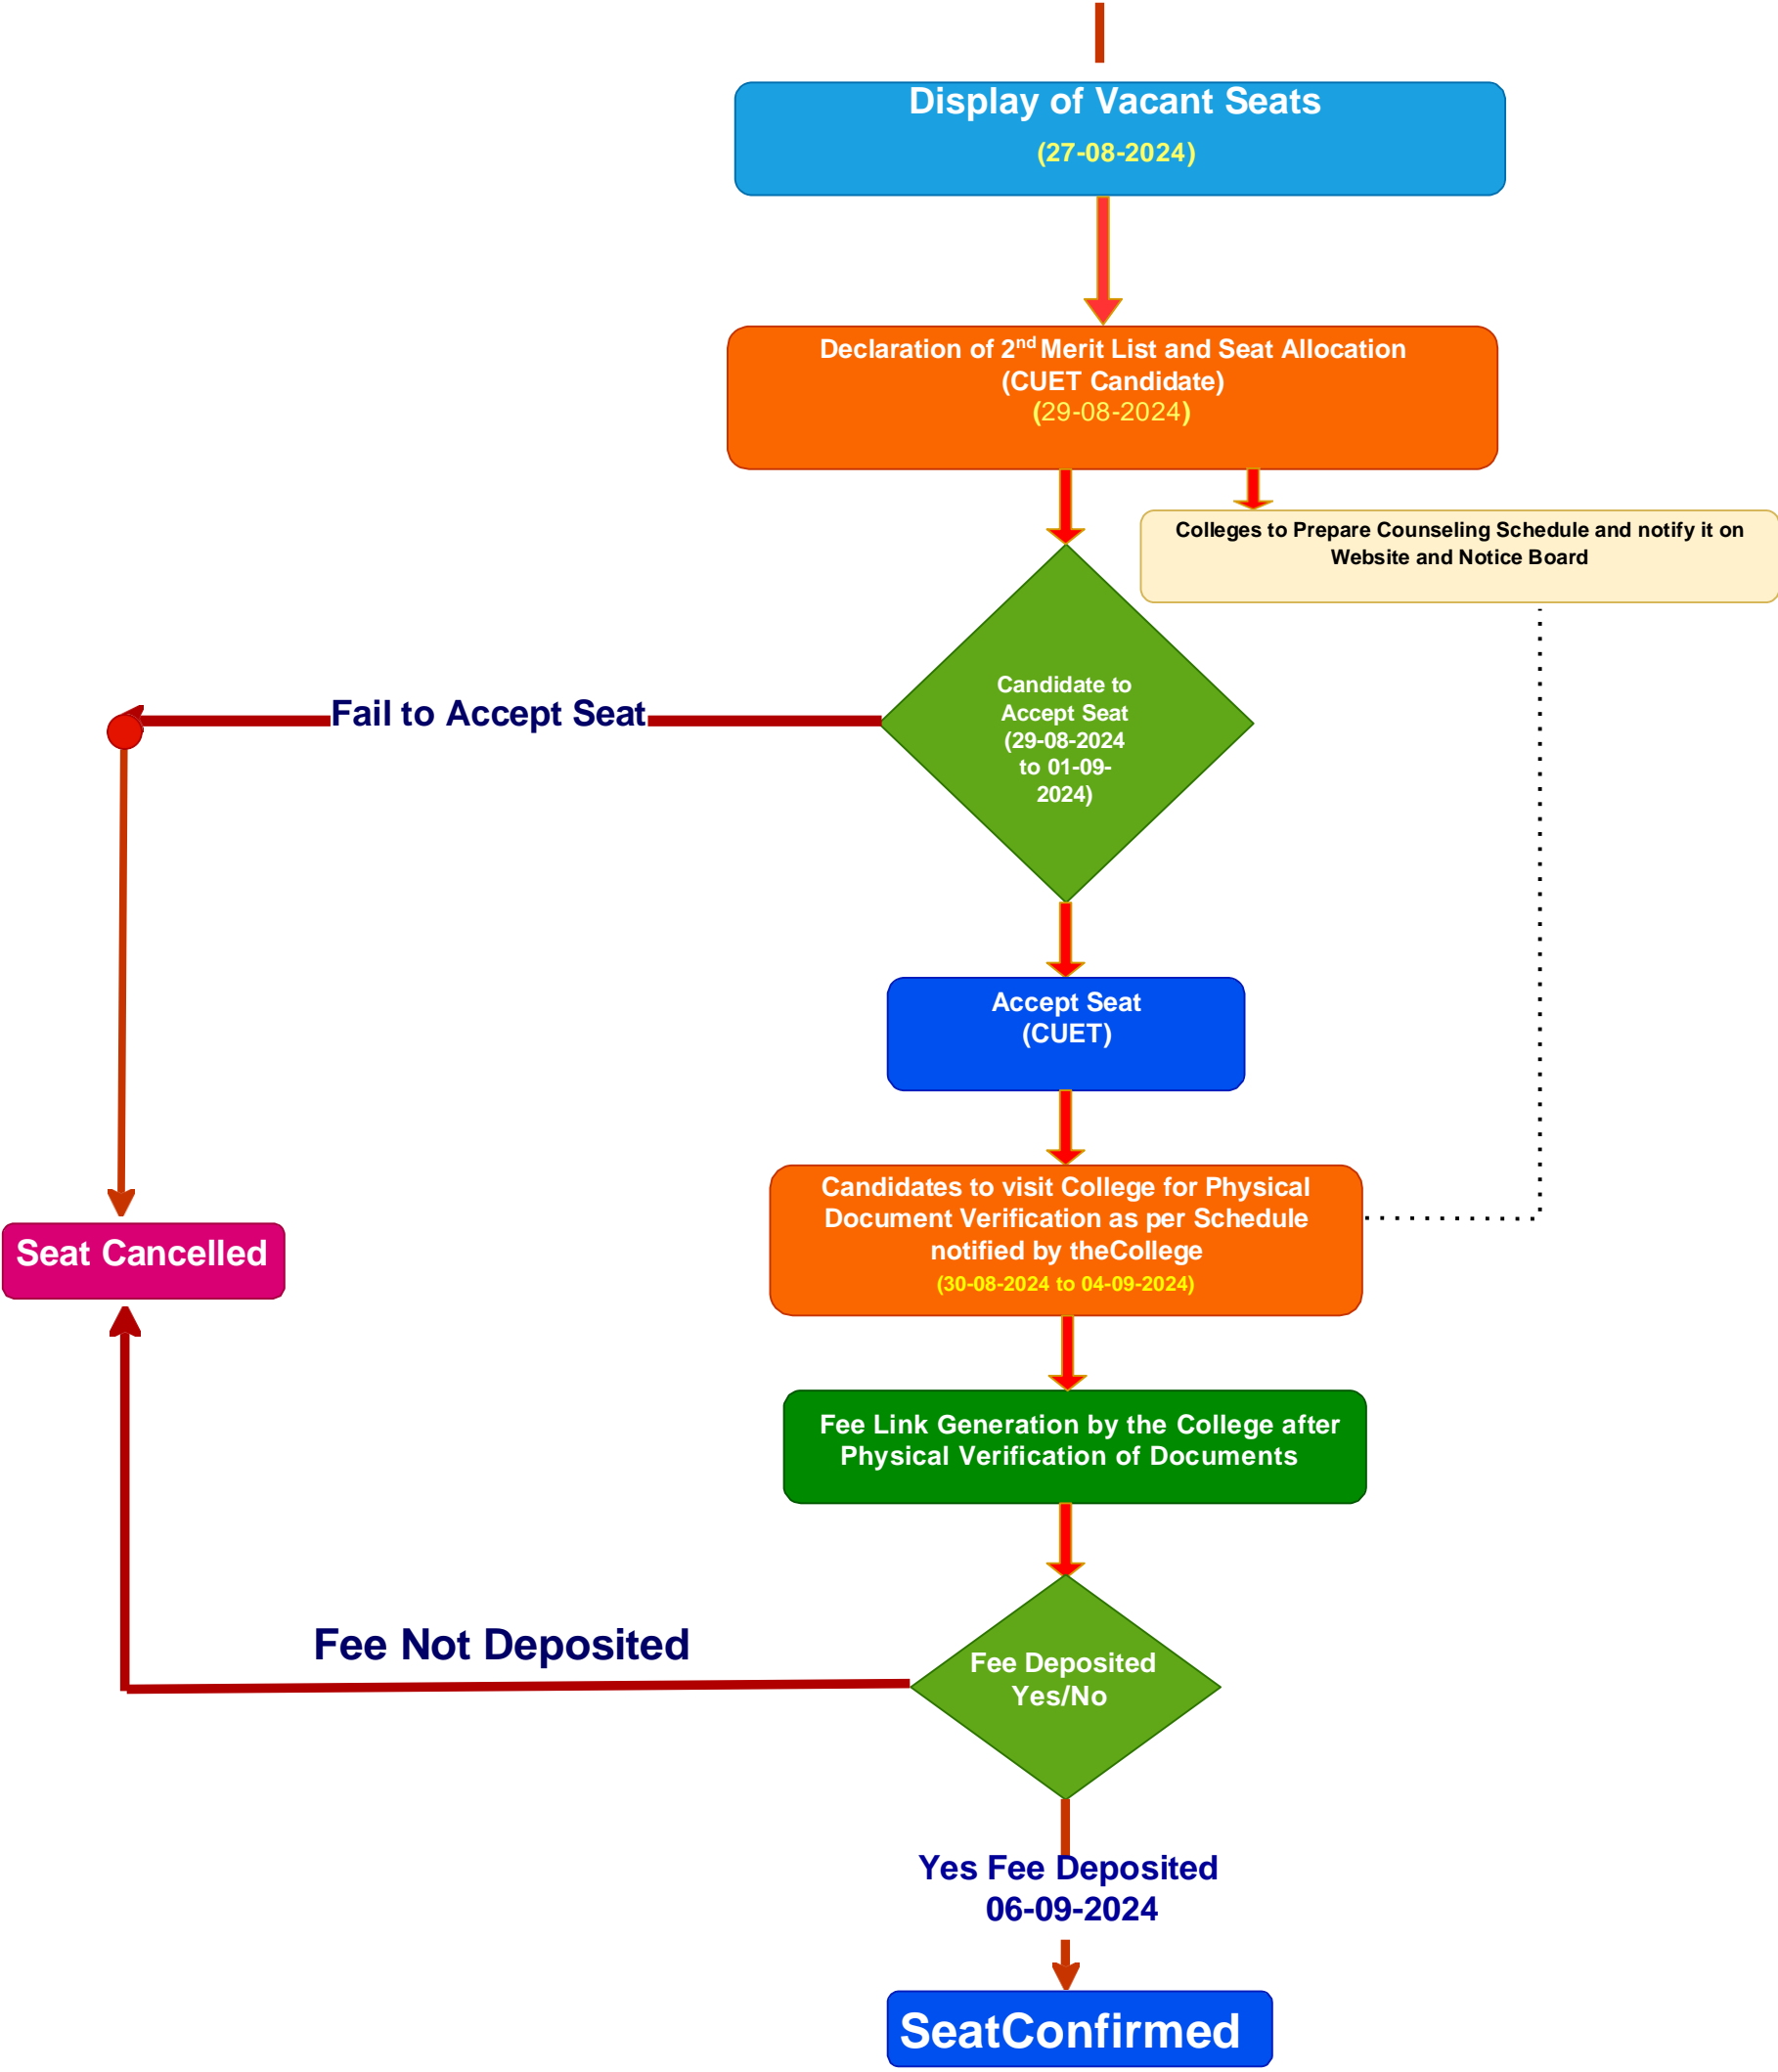 Display of Vacant Seats
(27-08-2024)
Declaration of 2nd Merit List and Seat Allocation
(CUET Candidate)
(29-08-2024)
Colleges to Prepare Counseling Schedule and notify it on
Website and Notice Board
Candidate to
Accept Seat
(29-08-2024
to 01-09-
2024)
Fail to Accept Seat
Accept Seat
(CUET)
Candidates to visit College for Physical
Document Verification as per Schedule
notified by theCollege
(30-08-2024 to 04-09-2024)
Seat Cancelled
Fee Link Generation by the College after
Physical Verification of Documents
Fee Not Deposited
Fee Deposited
Yes/No
Yes Fee Deposited
06-09-2024
SeatConfirmed